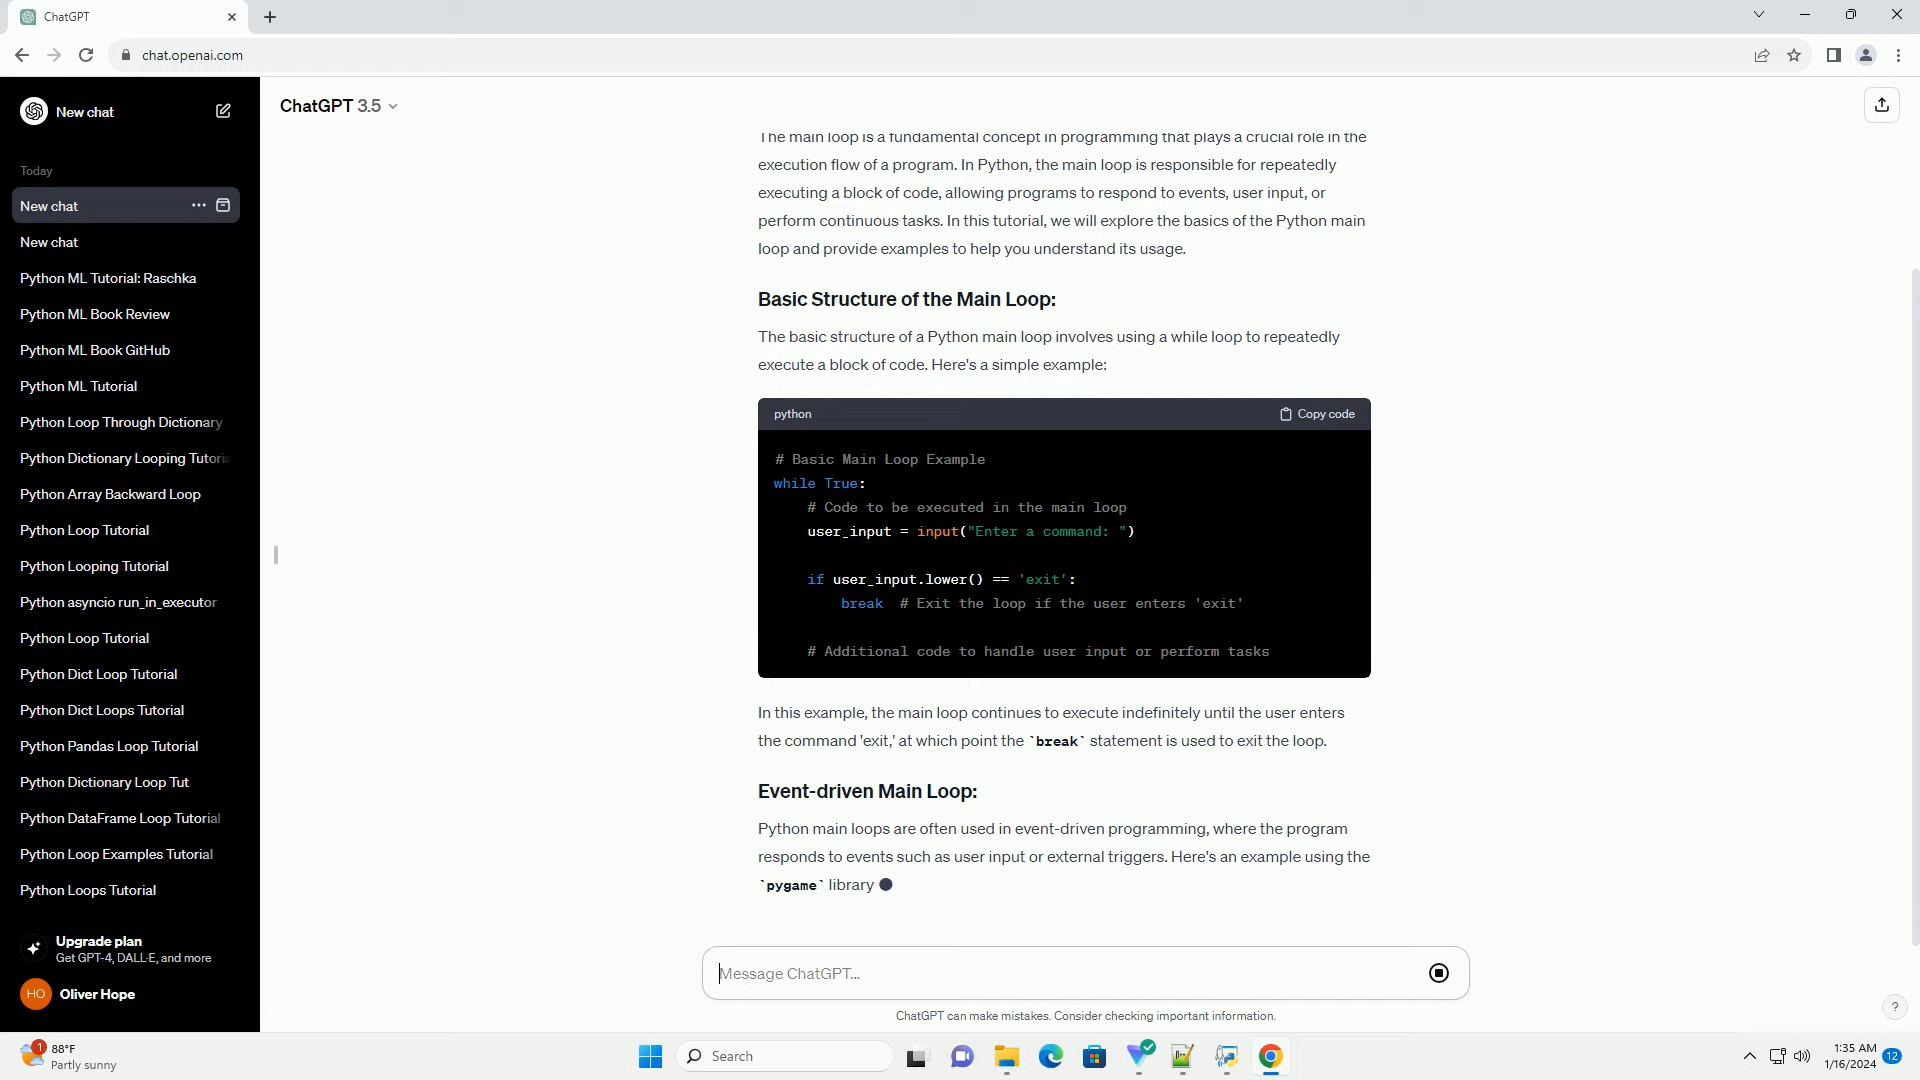 ChatGPT
chat.openai.com
New chat
Today
New chat
New chat
Python ML Tutorial: Raschka
Python ML Book Review
Python ML Book GitHub
Python ML Tutorial
Python Loop Through Dictionary
Python Dictionary Looping Tutoria
Python Array Backward Loop
Python Loop Tutorial
Python Looping Tutorial
Python asyncio run_in_executor
Python Loop Tutorial
Python Dict Loop Tutorial
Python Dict Loops Tutorial
Python Pandas Loop Tutorial
Python Dictionary Loop Tut
Python DataFrame Loop Tutorial
Python Loop Examples Tutorial
Python Loops Tutorial
Upgrade plan
Get GPT-4, DALL·E, and more
HO
Oliver Hope
ChatGPT 3.5
The main loop is a fundamental concept in programming that plays a crucial role in the
execution flow of a program. In Python, the main loop is responsible for repeatedly
executing a block of code, allowing programs to respond to events, user input, or
perform continuous tasks. In this tutorial, we will explore the basics of the Python main
loop and provide examples to help you understand its usage.
Basic Structure of the Main Loop:
The basic structure of a Python main loop involves using a while loop to repeatedly
execute a block of code. Here's a simple example:
python
Copy code
# Basic Main Loop Example
while True:
# Code to be executed in the main loop
user_input = input("Enter a command: ")
if user_input.lower() == 'exit':
break # Exit the loop if the user enters 'exit'
# Additional code to handle user input or perform tasks
In this example, the main loop continues to execute indefinitely until the user enters
the command 'exit,' at which point the `break` statement is used to exit the loop.
Event-driven Main Loop:
Python main loops are often used in event-driven programming, where the program
responds to events such as user input or external triggers. Here's an example using the
`pygame` library
Message ChatGPT...
ChatGPT can make mistakes. Consider checking important information.
?
1
88°F
Partly sunny
Search
1:35 AM
1/16/2024
12